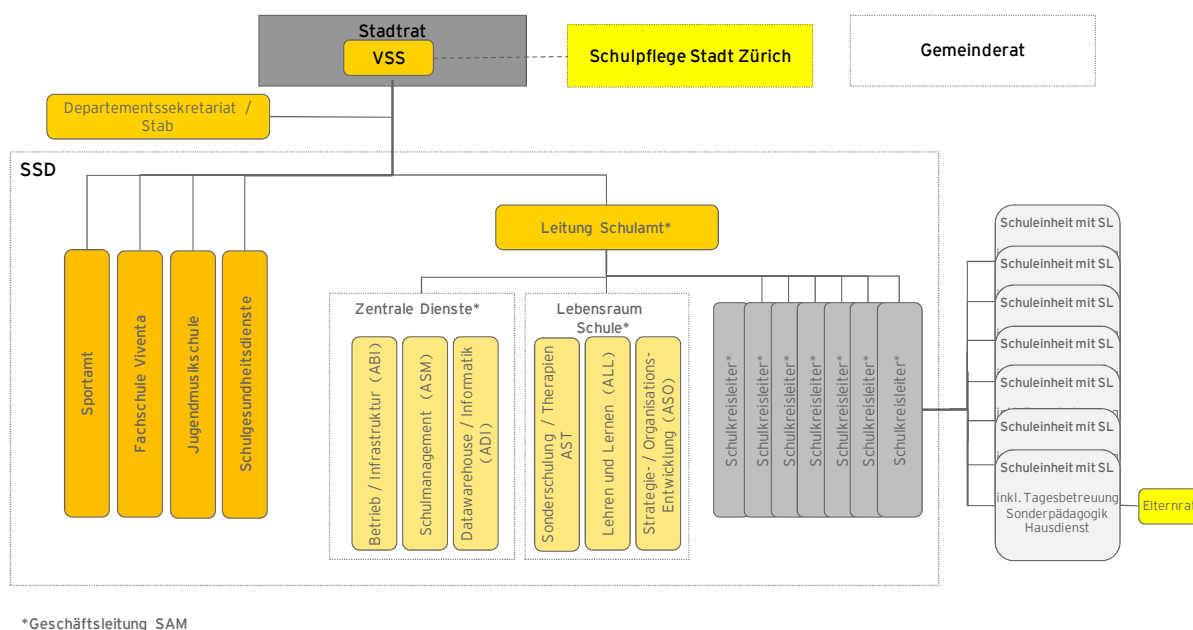 Stadtrat
VSS
Schulpflege Stadt Zürich
Gemeinderat
Departementssekretariat /
Stab
SSD
Leitung Schulamt*
Sportamt
Fachschule Viventa
Jugendmusikschule
Schulgesundheitsdienste
Zentrale Dienste*
Betrieb / Infrastruktur (ABI)
Schulmanagement (ASM)
Datawarehouse / Informatik
(ADI)
Lebensraum
Schule*
Sonderschulung / Therapien
AST
Lehren und Lernen (ALL)
Strategie- / Organisations-
Entwicklung (ASO)
Schulkreisleiter*
Schulkreisleiter*
Schulkreisleiter*
Schulkreisleiter*
Schulkreisleiter*
Schulkreisleiter*
Schulkreisleiter*
Schuleinheit mit SL
Schuleinheit mit SL
Schuleinheit mit SL
Schuleinheit mit SL
Schuleinheit mit SL
Schuleinheit mit SL
Schuleinheit mit SL
inkl. Tagesbetreuung
Sonderpädagogik
Hausdienst
Elternrat
*Geschäftsleitung SAM